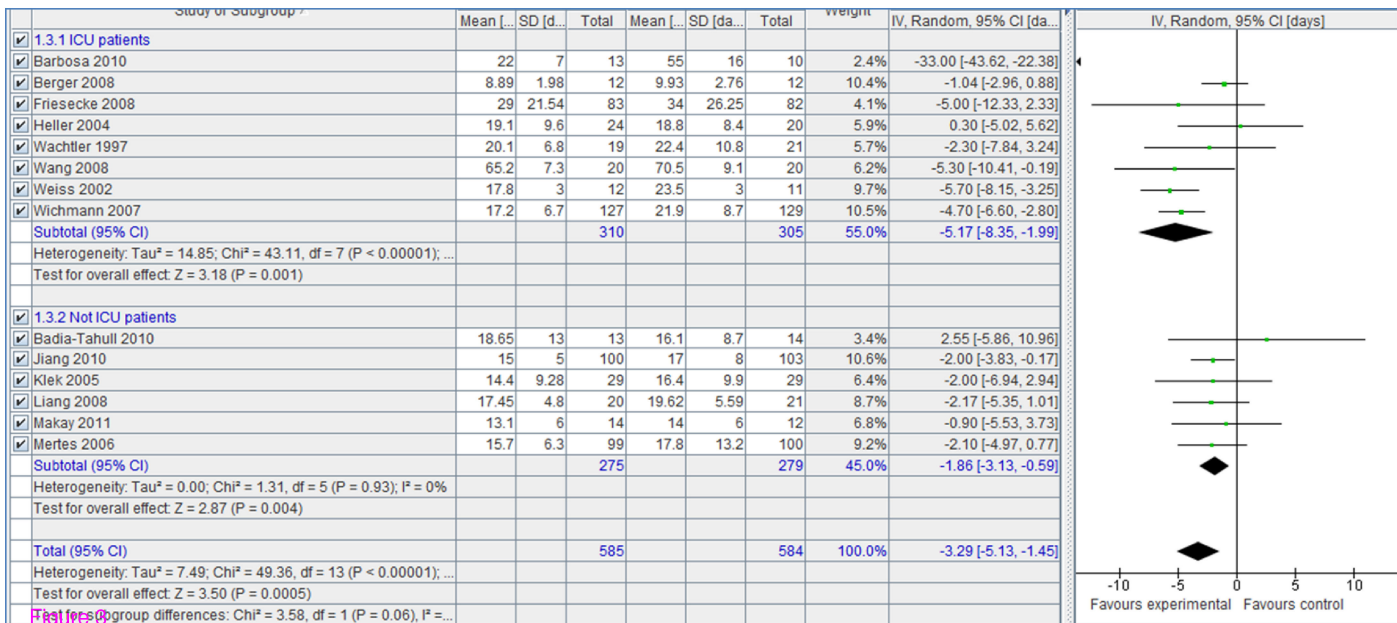 Study or Subgroup Mean [... SD [d... Total Mean [... SD [da... Total Weight IV, Random, 95% CI [da... IV, Random, 95% CI [days]
1.3.1 ICU patients
Barbosa 2010 22 7 13 55 16 10 2.4% -33.00 [-43.62, -22.38]
Berger 2008 8.89 1.98 12 9.93 2.76 12 10.4% -1.04 [-2.96, 0.88]
Friesecke 2008 29 21.54 83 34 26.25 82 4.1% -5.00 [-12.33, 2.33]
Heller 2004 19.1 9.6 24 18.8 8.4 20 5.9% 0.30 [-5.02, 5.62]
Wachtler 1997 20.1 6.8 19 22.4 10.8 21 5.7% -2.30 [-7.84, 3.24]
Wang 2008 65.2 7.3 20 70.5 9.1 20 6.2% -5.30 [-10.41, -0.19]
Weiss 2002 17.8 3 12 23.5 3 11 9.7% -5.70 [-8.15, -3.25]
Wichmann 2007 17.2 6.7 127 21.9 8.7 129 10.5% -4.70 [-6.60, -2.80]
Subtotal (95% CI) 310 305 55.0% -5.17 [-8.35, -1.99]
Heterogeneity: Tau² = 14.85; Chi² = 43.11, df = 7 (P < 0.00001); ...
Test for overall effect: Z = 3.18 (P = 0.001)
1.3.2 Not ICU patients
Badia-Tahull 2010 18.65 13 13 16.1 8.7 14 3.4% 2.55 [-5.86, 10.96]
Jiang 2010 15 5 100 17 8 103 10.6% -2.00 [-3.83, -0.17]
Klek 2005 14.4 9.28 29 16.4 9.9 29 6.4% -2.00 [-6.94, 2.94]
Liang 2008 17.45 4.8 20 19.62 5.59 21 8.7% -2.17 [-5.35, 1.01]
Makay 2011 13.1 6 14 14 6 12 6.8% -0.90 [-5.53, 3.73]
Mertes 2006 15.7 6.3 99 17.8 13.2 100 9.2% -2.10 [-4.97, 0.77]
Subtotal (95% CI) 275 279 45.0% -1.86 [-3.13, -0.59]
Heterogeneity: Tau² = 0.00; Chi² = 1.31, df = 5 (P = 0.93); I² = 0%
Test for overall effect: Z = 2.87 (P = 0.004)
Total (95% CI) 585 584 100.0% -3.29 [-5.13, -1.45]
Heterogeneity: Tau² = 7.49; Chi² = 49.36, df = 13 (P < 0.00001); ...
Test for overall effect: Z = 3.50 (P = 0.0005)
Test for subgroup differences: Chi² = 3.58, df = 1 (P = 0.06), I² =...
-10 -5 0 5 10
Favours experimental Favours control